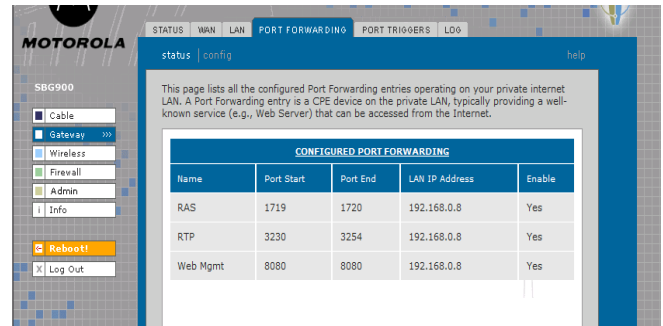 MOTOROLA
STATUS WAN LAN PORT FORWARDING PORT TRIGGERS LOG
status | config help
SBG900
Cable
Gateway >>>
Wireless
Firewall
Admin
i Info
Reboot!
X Log Out
This page lists all the configured Port Forwarding entries operating on your private internet
LAN. A Port Forwarding entry is a CPE device on the private LAN, typically providing a well-
known service (e.g., Web Server) that can be accessed from the Internet.
CONFIGURED PORT FORWARDING
Name Port Start Port End LAN IP Address Enable
RAS 1719 1720 192.168.0.8 Yes
RTP 3230 3254 192.168.0.8 Yes
Web Mgmt 8080 8080 192.168.0.8 Yes